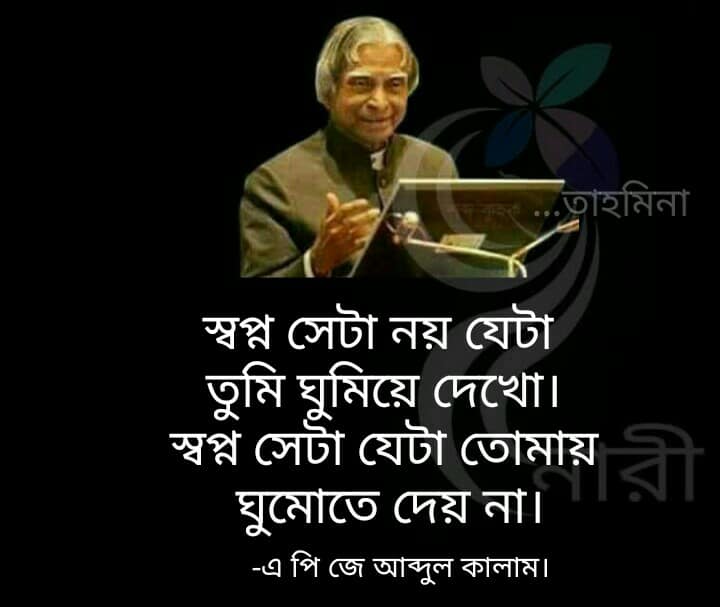 ...তাহমিনা
স্বপ্ন সেটা নয় যেটা
তুমি ঘুমিয়ে দেখো।
স্বপ্ন সেটা যেটা তোমায়
নারী
ঘুমোতে দেয় না।
-এ পি জে আব্দুল কালাম।